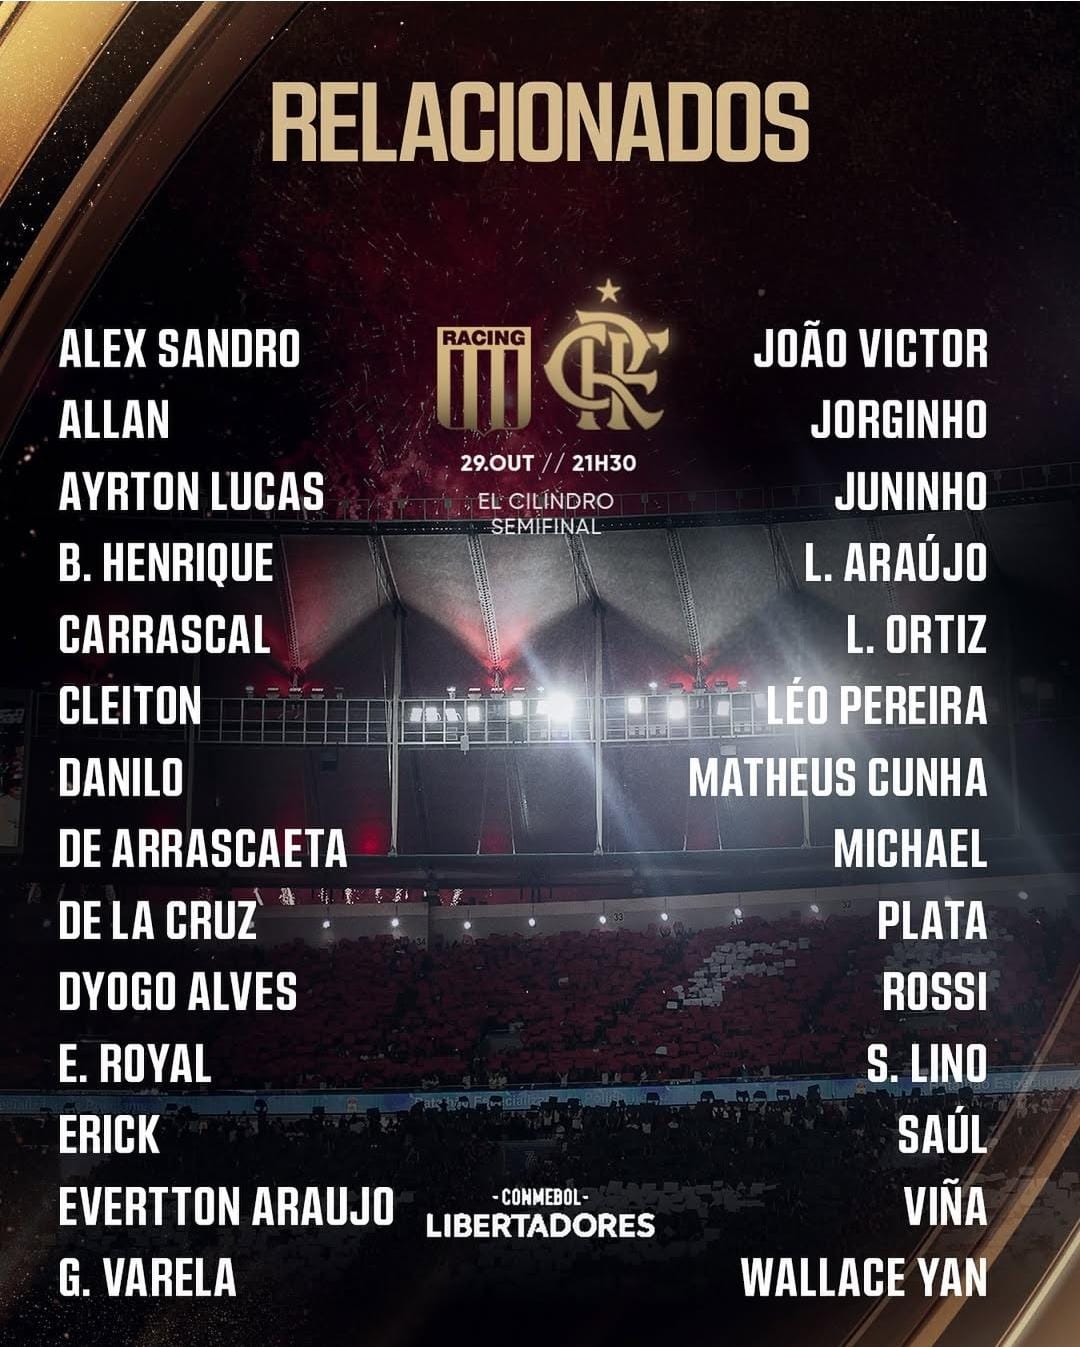 RELACIONADOS
RACING
CRF
29.OUT // 21H30
EL CILINDRO
SEMIFINAL
ALEX SANDRO
ALLAN
AYRTON LUCAS
B. HENRIQUE
CARRASCAL
CLEITON
DANILO
DE ARRASCAETA
DE LA CRUZ
DYOGO ALVES
E. ROYAL
ERICK
EVERTTON ARAUJO
G. VARELA
JOÃO VICTOR
JORGINHO
JUNINHO
L. ARAÚJO
L. ORTIZ
LÉO PEREIRA
MATHEUS CUNHA
MICHAEL
PLATA
ROSSI
S. LINO
SAÚL
VIÑA
WALLACE YAN
-CONMEBOL-
LIBERTADORES
33